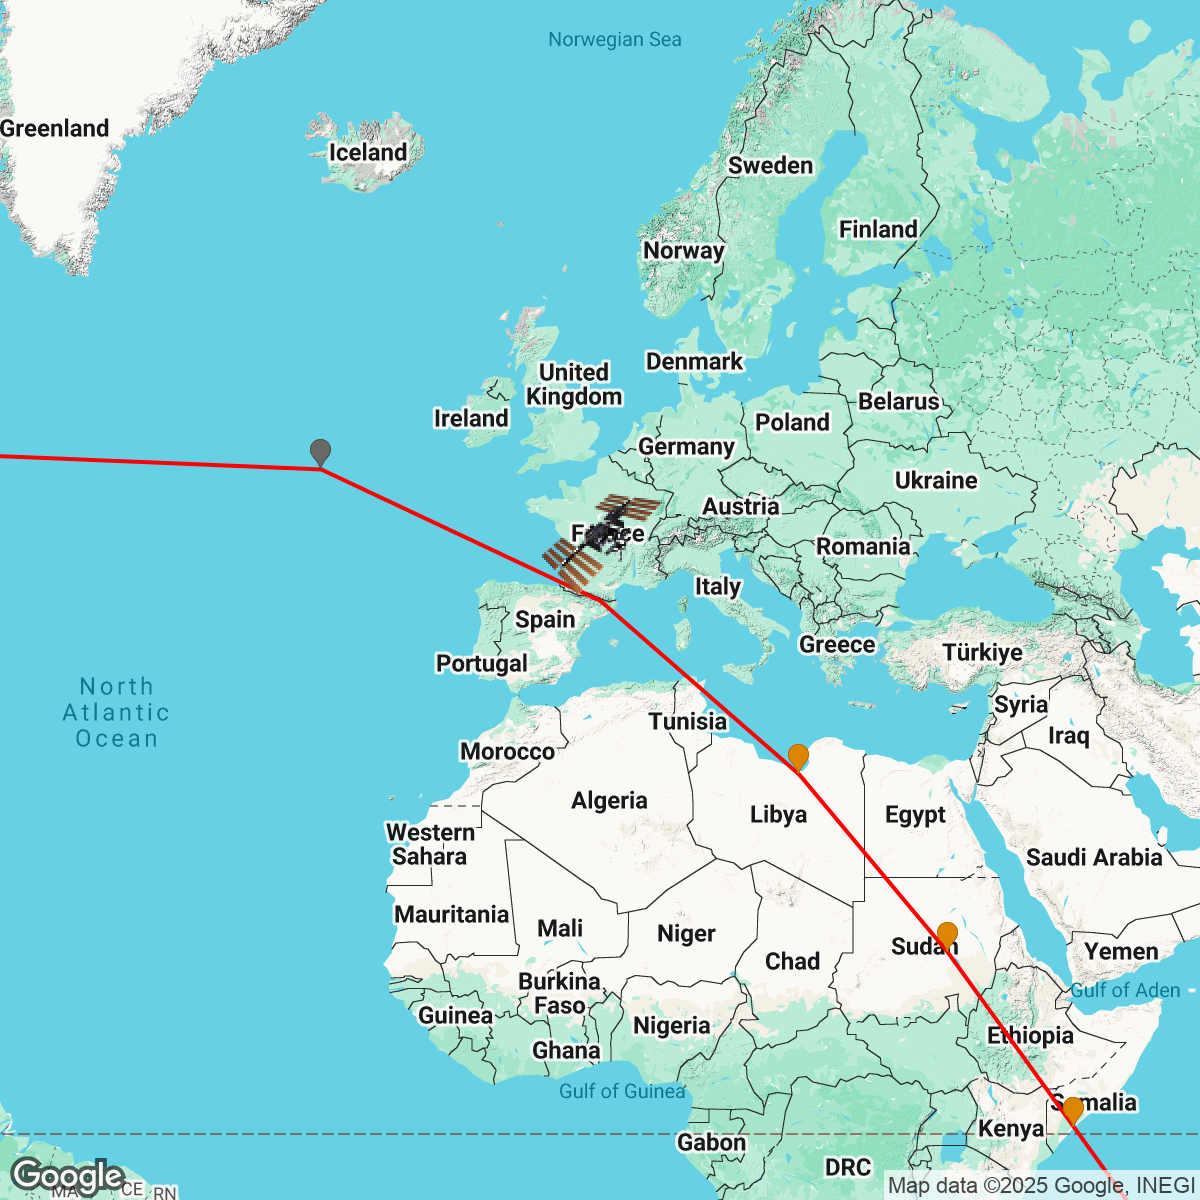 Norwegian Sea
Greenland
Iceland
Sweden
Finland
Norway
Denmark
United
Kingdom
Ireland
Belarus
Poland
Germany
Ukraine
Austria
France
Romania
Italy
Spain
Greece
Türkiye
Portugal
North
Atlantic
Ocean
Syria
Tunisia
Iraq
Morocco
Algeria
Libya
Egypt
Western
Sahara
Saudi Arabia
Mauritania
Mali
Niger
Sudan
Yemen
Chad
Burkina
Faso
Gulf of Aden
Guinea
Nigeria
Ethiopia
Ghana
Gulf of Guinea
Somalia
Kenya
Gabon
DRC
Google
MA
CE
RN
Map data ©2025 Google, INEGI